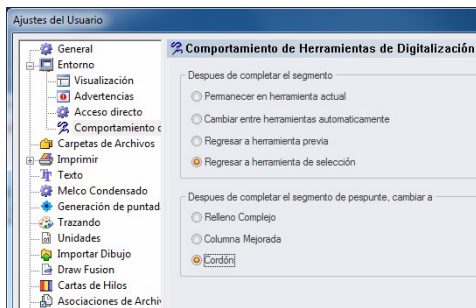 Ajustes del Usuario
General
Entorno
Visualización
Advertencias
Acceso directo
Comportamiento d
Carpetas de Archivos
Imprimir
Texto
Melco Condensado
Generación de puntad
Trazando
Unidades
Importar Dibujo
Draw Fusion
Cartas de Hilos
Asociaciones de Archiv
Comportamiento de Herramientas de Digitalización
Despues de completar el segmento
Permanecer en herramienta actual
Cambiar entre herramientas automaticamente
Regresar a herramienta previa
Regresar a herramienta de selección
Despues de completar el segmento de pespunte, cambiar a
Relleno Complejo
Columna Mejorada
Cordón